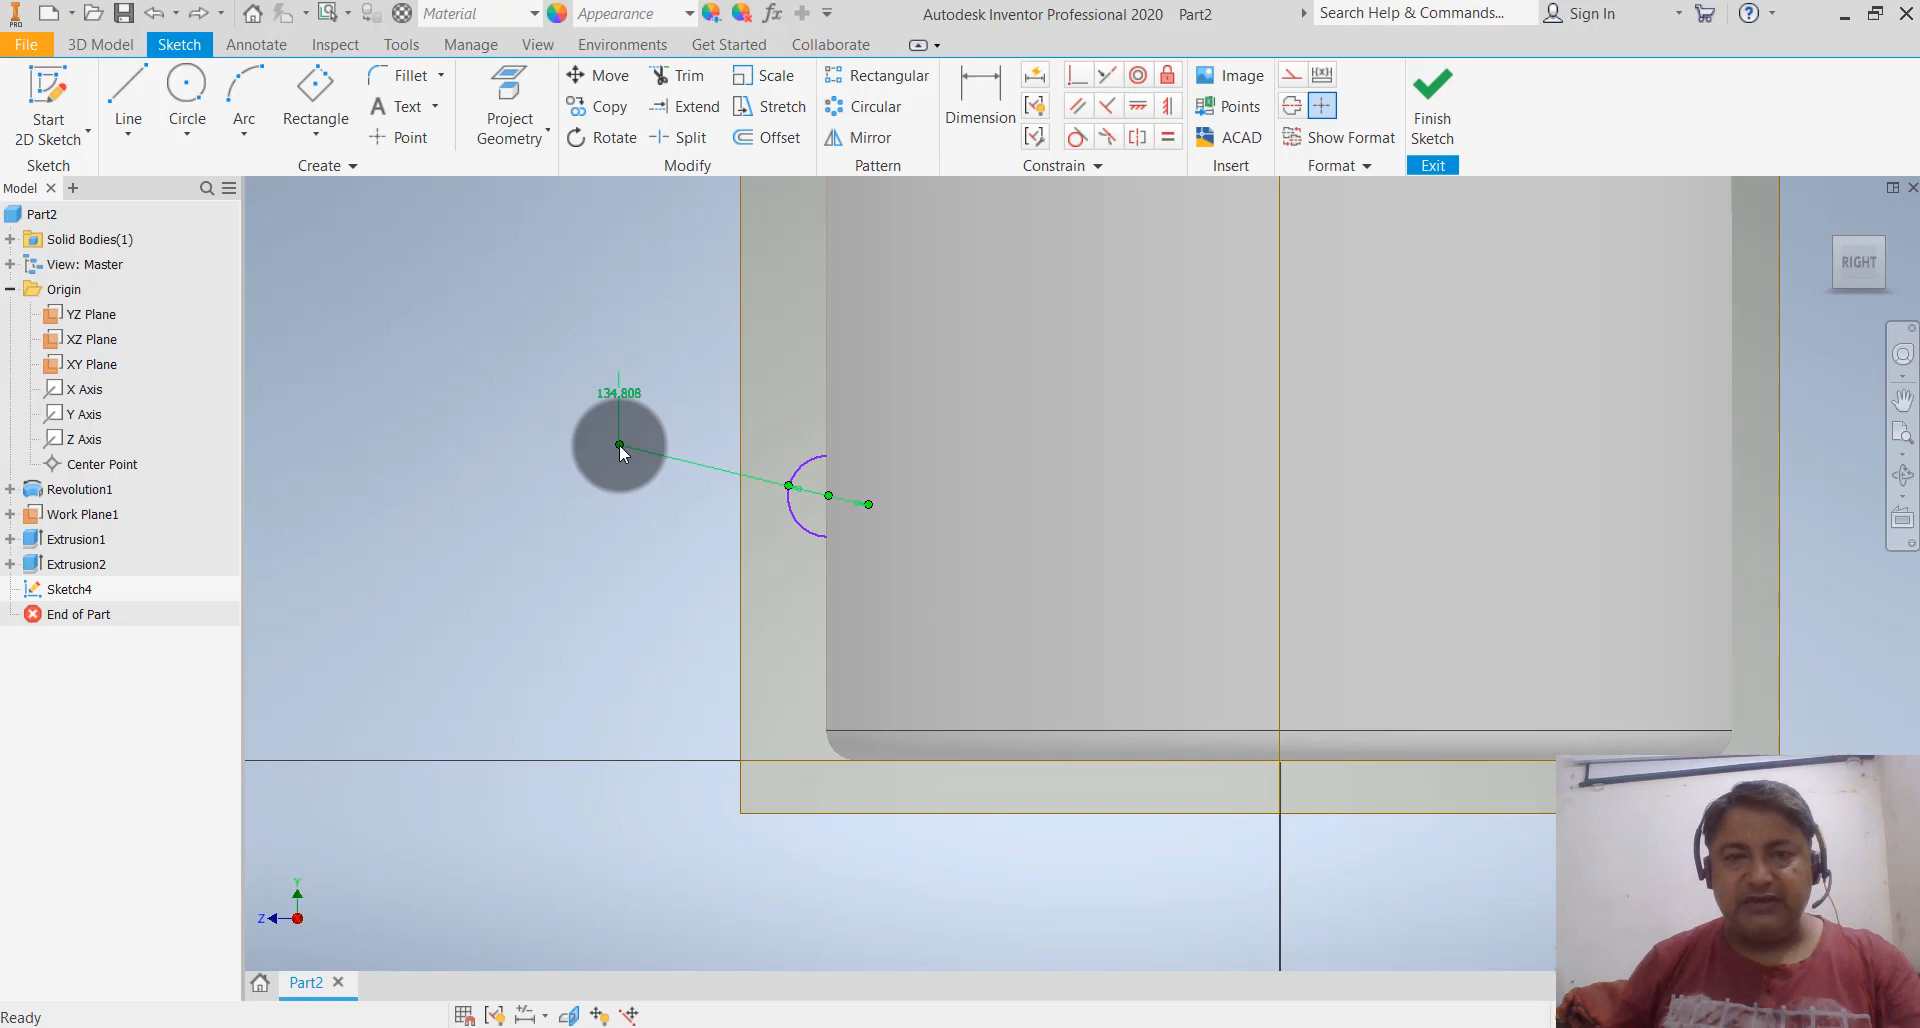 Material
Appearance
Autodesk Inventor Professional 2020 Part2
Search Help & Commands...
Sign In
PRO
File
3D Model
Sketch
Annotate
Inspect
Tools
Manage
View
Environments
Get Started
Collaborate
Start
2D Sketch
Line
Circle
Arc
Rectangle
Fillet
Text
Point
Project
Geometry
Move
Copy
Rotate
Trim
Extend
Split
Scale
Stretch
Offset
Rectangular
Circular
Mirror
Dimension
Image
Points
ACAD
Show Format
Finish
Sketch
Sketch
Create
Modify
Pattern
Constrain
Insert
Format
Exit
Model
Part2
Solid Bodies(1)
View: Master
Origin
YZ Plane
XZ Plane
XY Plane
X Axis
Y Axis
Z Axis
Center Point
Revolution1
Work Plane1
Extrusion1
Extrusion2
Sketch4
End of Part
134.808
RIGHT
Y
Z
Part2
Ready